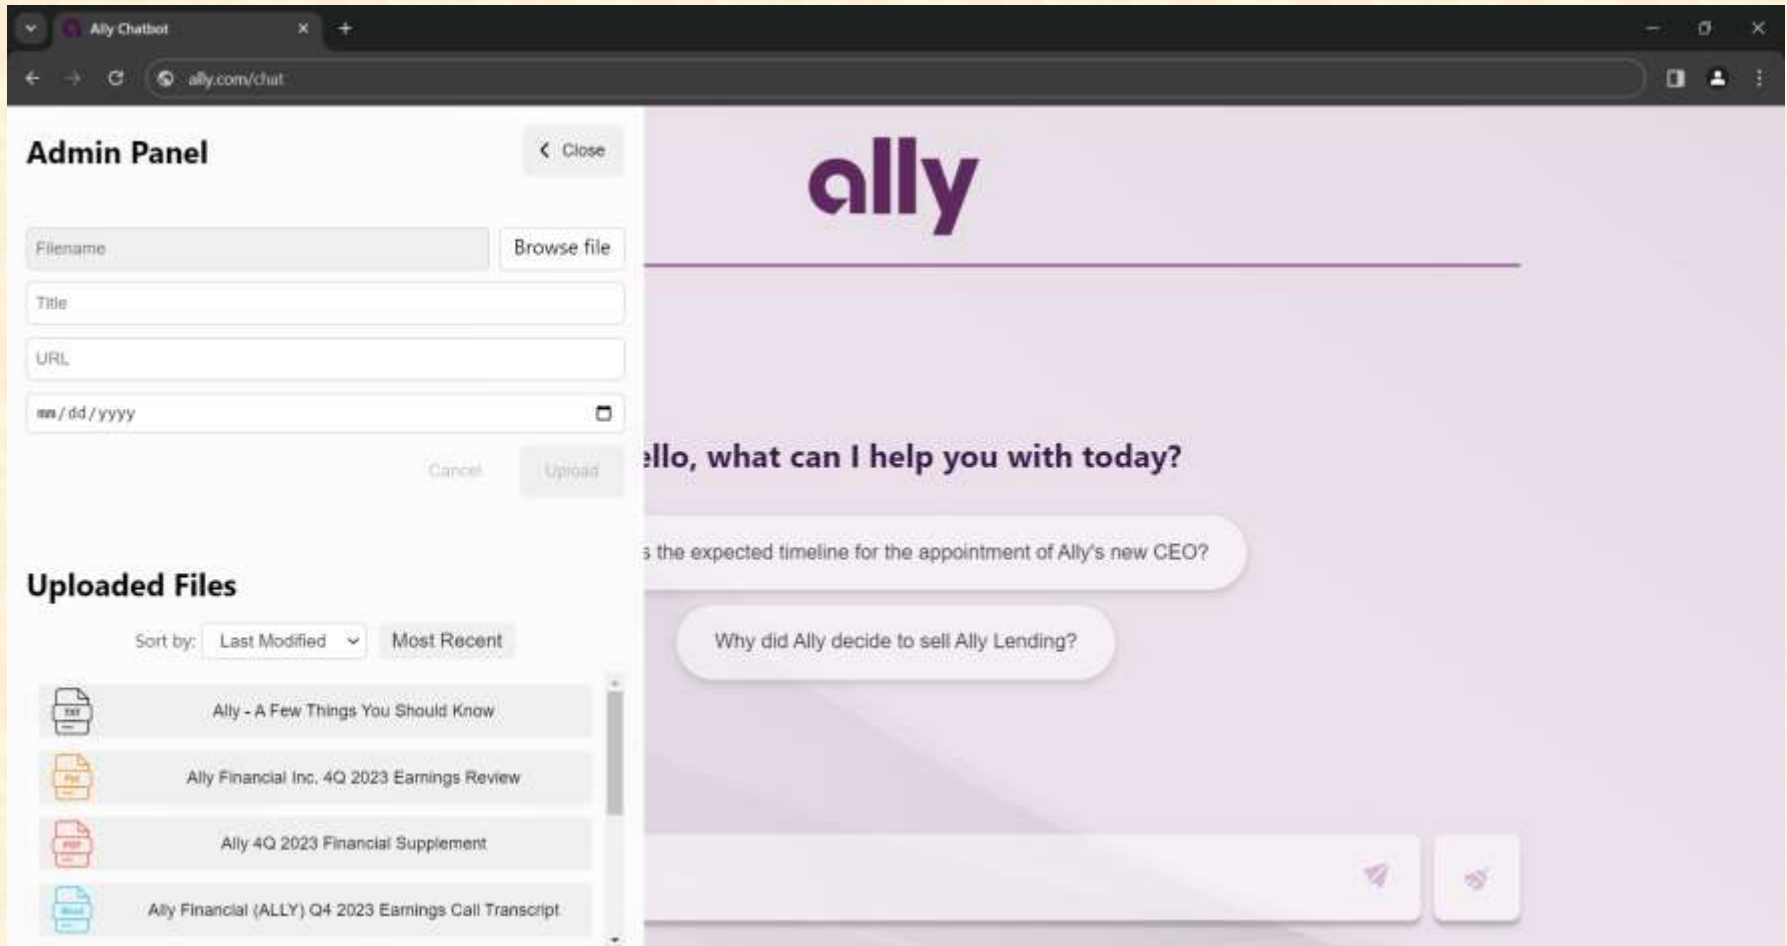 Ally Chatbot
ally.com/chat
Admin Panel
Close
ally
Filename
Browse file
Title
URL
mm/dd/yyyy
Cancel
Upload
ello, what can I help you with today?
s the expected timeline for the appointment of Ally's new CEO?
Why did Ally decide to sell Ally Lending?
Uploaded Files
Sort by:
Last Modified
Most Recent
TXT
Ally - A Few Things You Should Know
Ppt
Ally Financial Inc. 4Q 2023 Earnings Review
PDF
Ally 4Q 2023 Financial Supplement
Word
Ally Financial (ALLY) Q4 2023 Earnings Call Transcript